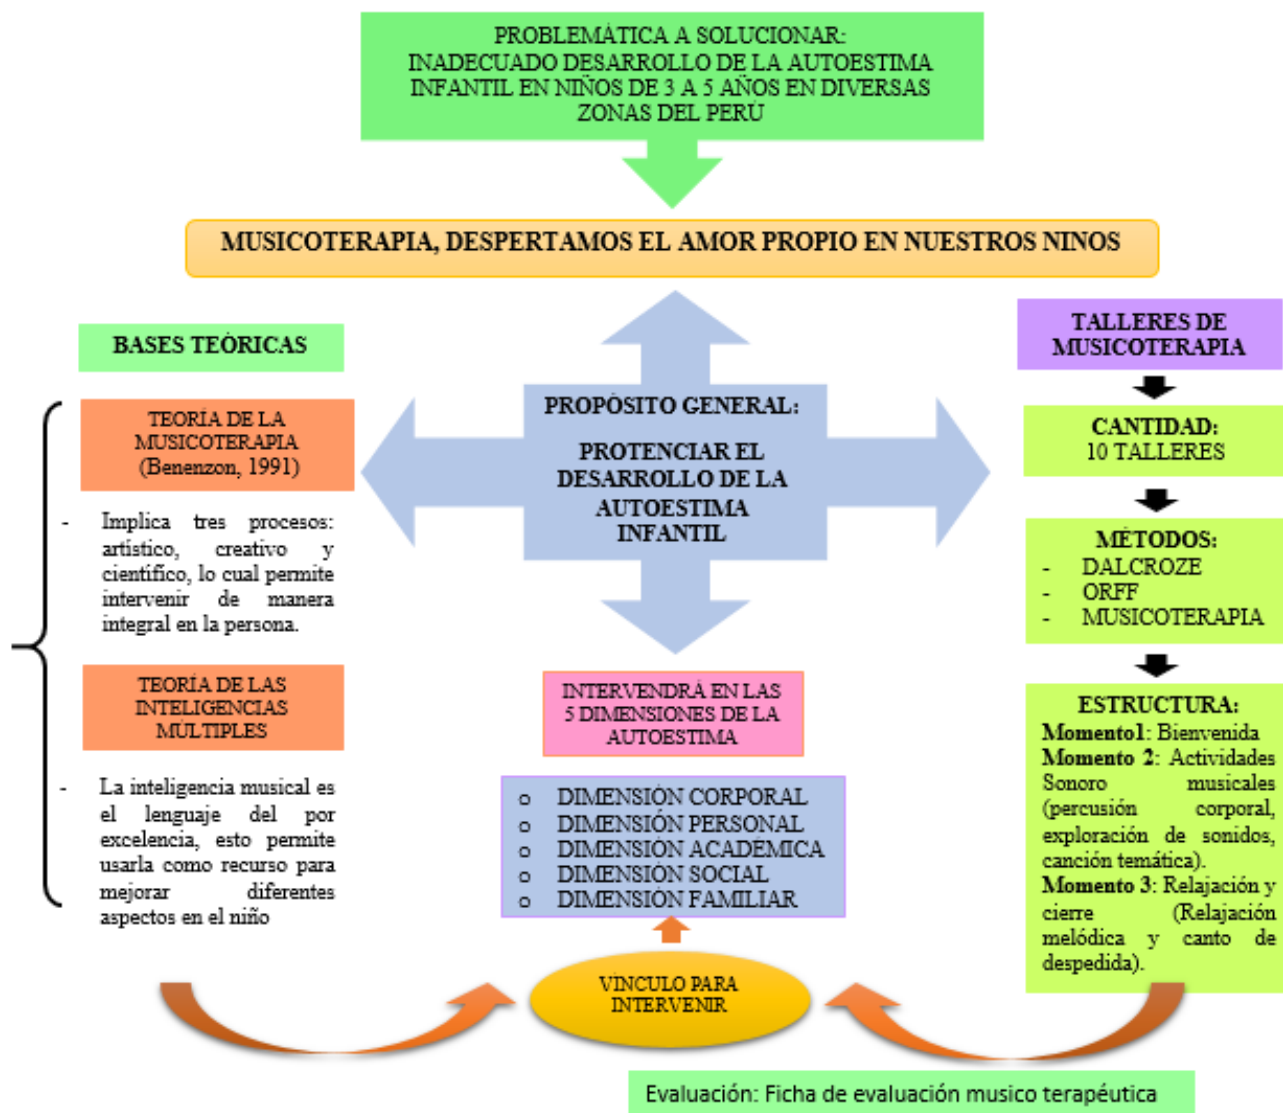 PROBLEMÁTICA A SOLUCIONAR:
INADECUADO DESARROLLO DE LA AUTOESTIMA
INFANTIL EN NIÑOS DE 3 A 5 AÑOS EN DIVERSAS
ZONAS DEL PERÚ
MUSICOTERAPIA, DESPERTAMOS EL AMOR PROPIO EN NUESTROS NINOS
BASES TEÓRICAS
TEORÍA DE LA
MUSICOTERAPIA
(Benenzon, 1991)
- Implica tres procesos:
artístico, creativo y
científico, lo cual permite
intervenir de manera
integral en la persona.
TEORÍA DE LAS
INTELIGENCIAS
MÚLTIPLES
- La inteligencia musical es
el lenguaje del por
excelencia, esto permite
usarla como recurso para
mejorar diferentes
aspectos en el niño
PROPÓSITO GENERAL:
PROTENCIAR EL
DESARROLLO DE LA
AUTOESTIMA
INFANTIL
INTERVENDRÁ EN LAS
5 DIMENSIONES DE LA
AUTOESTIMA
o DIMENSIÓN CORPORAL
o DIMENSIÓN PERSONAL
o DIMENSIÓN ACADÉMICA
o DIMENSIÓN SOCIAL
o DIMENSIÓN FAMILIAR
VÍNCULO PARA
INTERVENIR
TALLERES DE
MUSICOTERAPIA
CANTIDAD:
10 TALLERES
MÉTODOS:
- DALCROZE
- ORFF
- MUSICOTERAPIA
ESTRUCTURA:
Momento1: Bienvenida
Momento 2: Actividades
Sonoro musicales
(percusión corporal,
exploración de sonidos,
canción temática).
Momento 3: Relajación y
cierre (Relajación
melódica y canto de
despedida).
Evaluación: Ficha de evaluación musico terapéutica